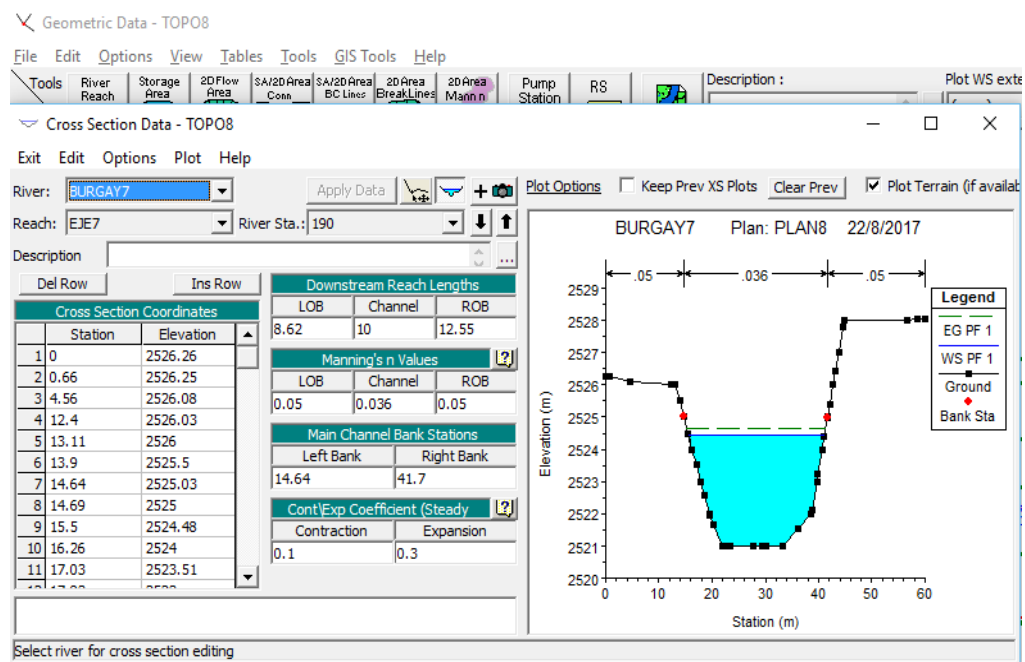 Geometric Data - TOPO8
File Edit Options View Tables Tools GIS Tools Help
Tools River Reach Storage Area 2D Flow Area SA/2D Area Conn SA/2D Area BC Lines 2D Area BreakLines 2D Area Mann n Pump Station RS Description : Plot WS exte
Cross Section Data - TOPO8
Exit Edit Options Plot Help
River: BURGAY7 Apply Data Plot Options Keep Prev XS Plots Clear Prev Plot Terrain (if availab
Reach: EJE7 River Sta.: 190
Description ...
Del Row Ins Row
Cross Section Coordinates
Station Elevation
1 0 2526.26
2 0.66 2526.25
3 4.56 2526.08
4 12.4 2526.03
5 13.11 2526
6 13.9 2525.5
7 14.64 2525.03
8 14.69 2525
9 15.5 2524.48
10 16.26 2524
11 17.03 2523.51
Downstream Reach Lengths
LOB Channel ROB
8.62 10 12.55
Manning's n Values
LOB Channel ROB
0.05 0.036 0.05
Main Channel Bank Stations
Left Bank Right Bank
14.64 41.7
Cont\Exp Coefficient (Steady
Contraction Expansion
0.1 0.3
BURGAY7 Plan: PLAN8 22/8/2017
.05 .036 .05
2529
2528
2527
2526
2525
2524
2523
2522
2521
2520
Elevation (m)
0 10 20 30 40 50 60
Station (m)
Legend
EG PF 1
WS PF 1
Ground
Bank Sta
Select river for cross section editing